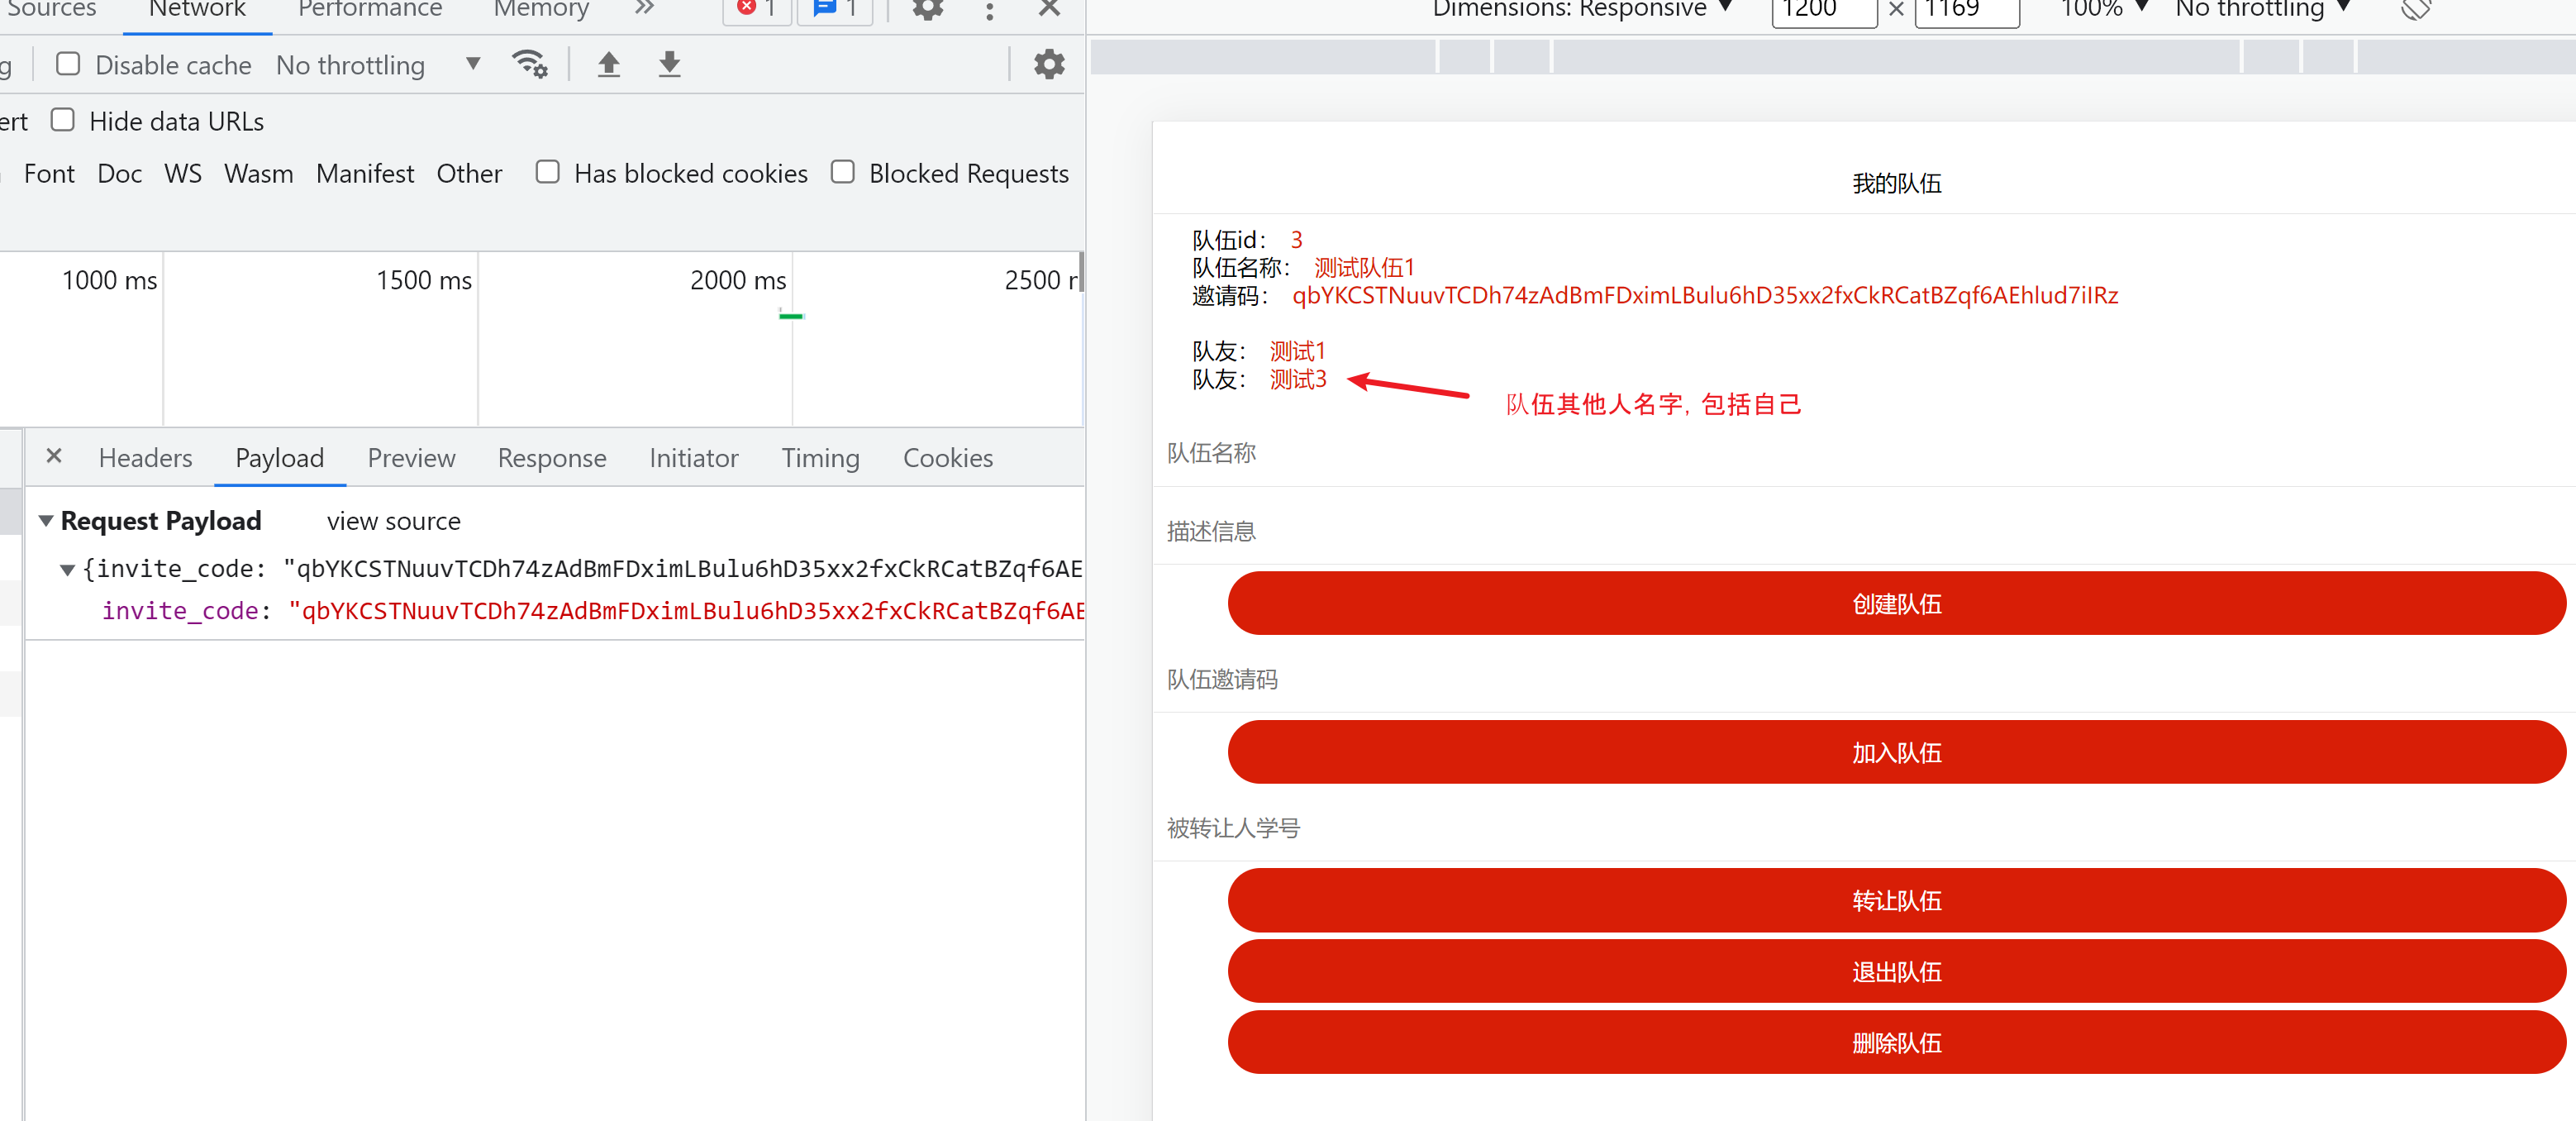 Sources Network Performance Memory 1 1
Disable cache No throttling
Hide data URLs
Font Doc WS Wasm Manifest Other Has blocked cookies Blocked Requests
1000 ms 1500 ms 2000 ms 2500
Headers Payload Preview Response Initiator Timing Cookies
Request Payload view source
{invite_code: "qbYKCSTNuuvTCDh74zAdBmFDximLBulu6hD35xx2fxCkRCatBZqf6AE
invite_code: "qbYKCSTNuuvTCDh74zAdBmFDximLBulu6hD35xx2fxCkRCatBZqf6AE
Dimensions: Responsive 1200 × 1169 100% No throttling
我的队伍
队伍id： 3
队伍名称： 测试队伍1
邀请码： qbYKCSTNuuvTCDh74zAdBmFDximLBulu6hD35xx2fxCkRCatBZqf6AEhlud7iIRz
队友： 测试1
队友： 测试3
队伍其他人名字, 包括自己
队伍名称
描述信息
创建队伍
队伍邀请码
加入队伍
被转让人学号
转让队伍
退出队伍
删除队伍